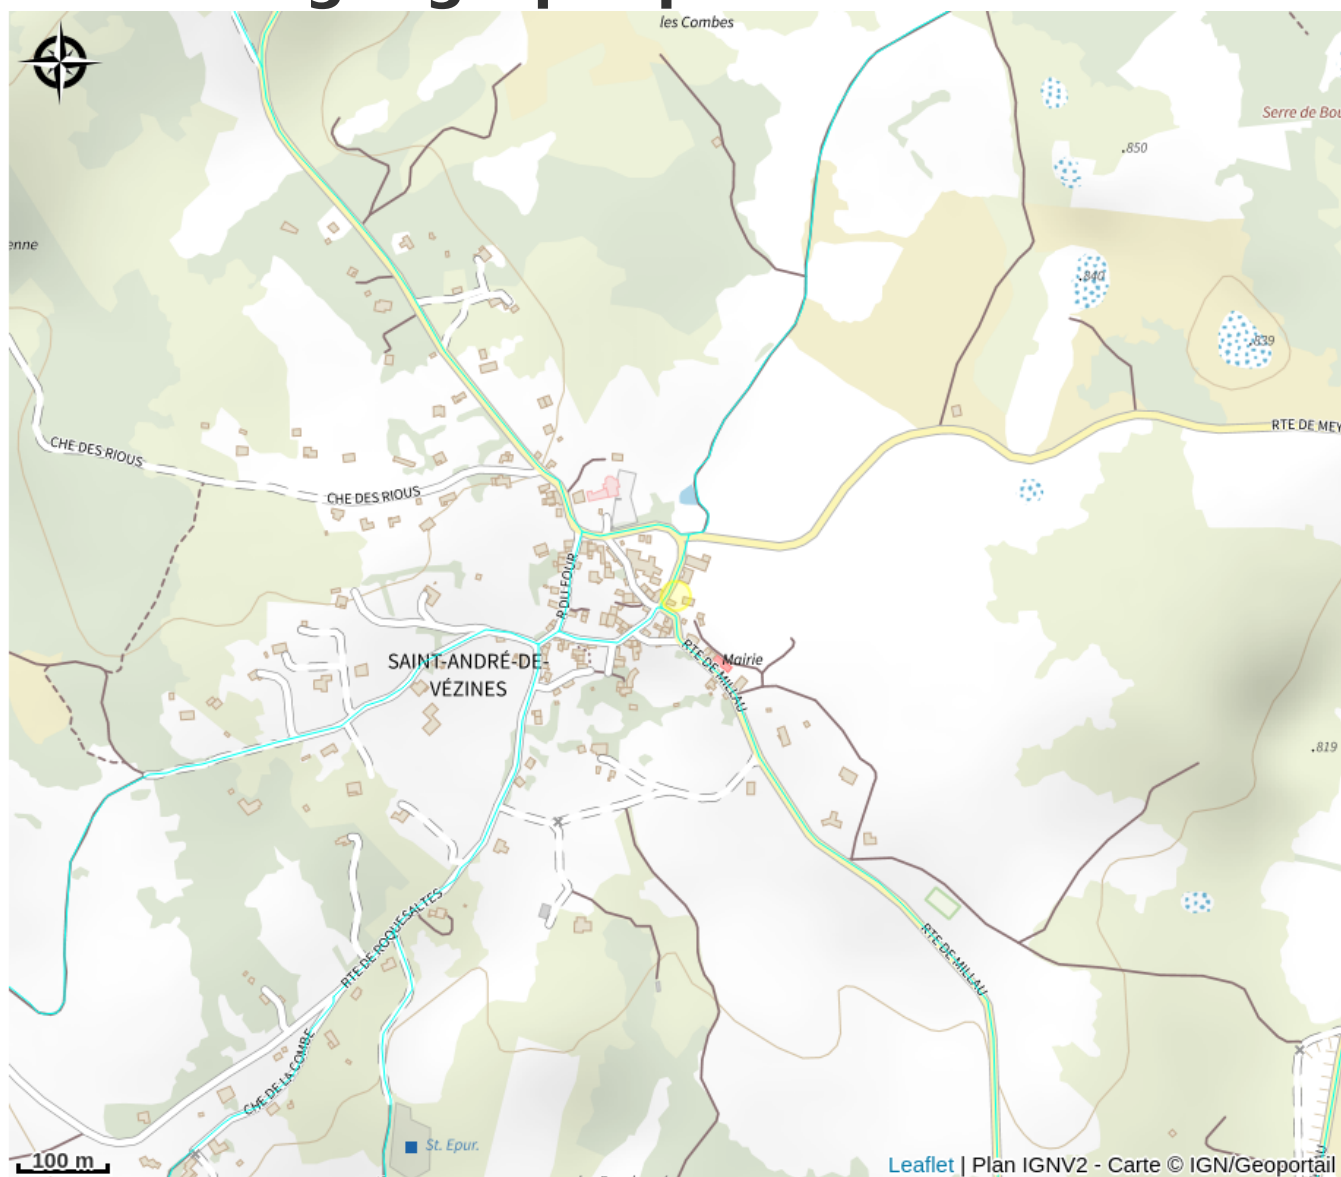 les Combes
Serre de Bou
850
enne
840
839
RTE DE MEY
CHE DES RIOUS
CHE DES RIOUS
R DU FOUR
SAINT-ANDRÉ-DE-
VÉZINES
Mairie
RTE DE MILLAU
819
RTE DE ROQUESALTES
RTE DE MILLAU
CHE DE LA COMBE
St. Epur.
100 m
Leaflet | Plan IGNV2 - Carte © IGN/Geoportail